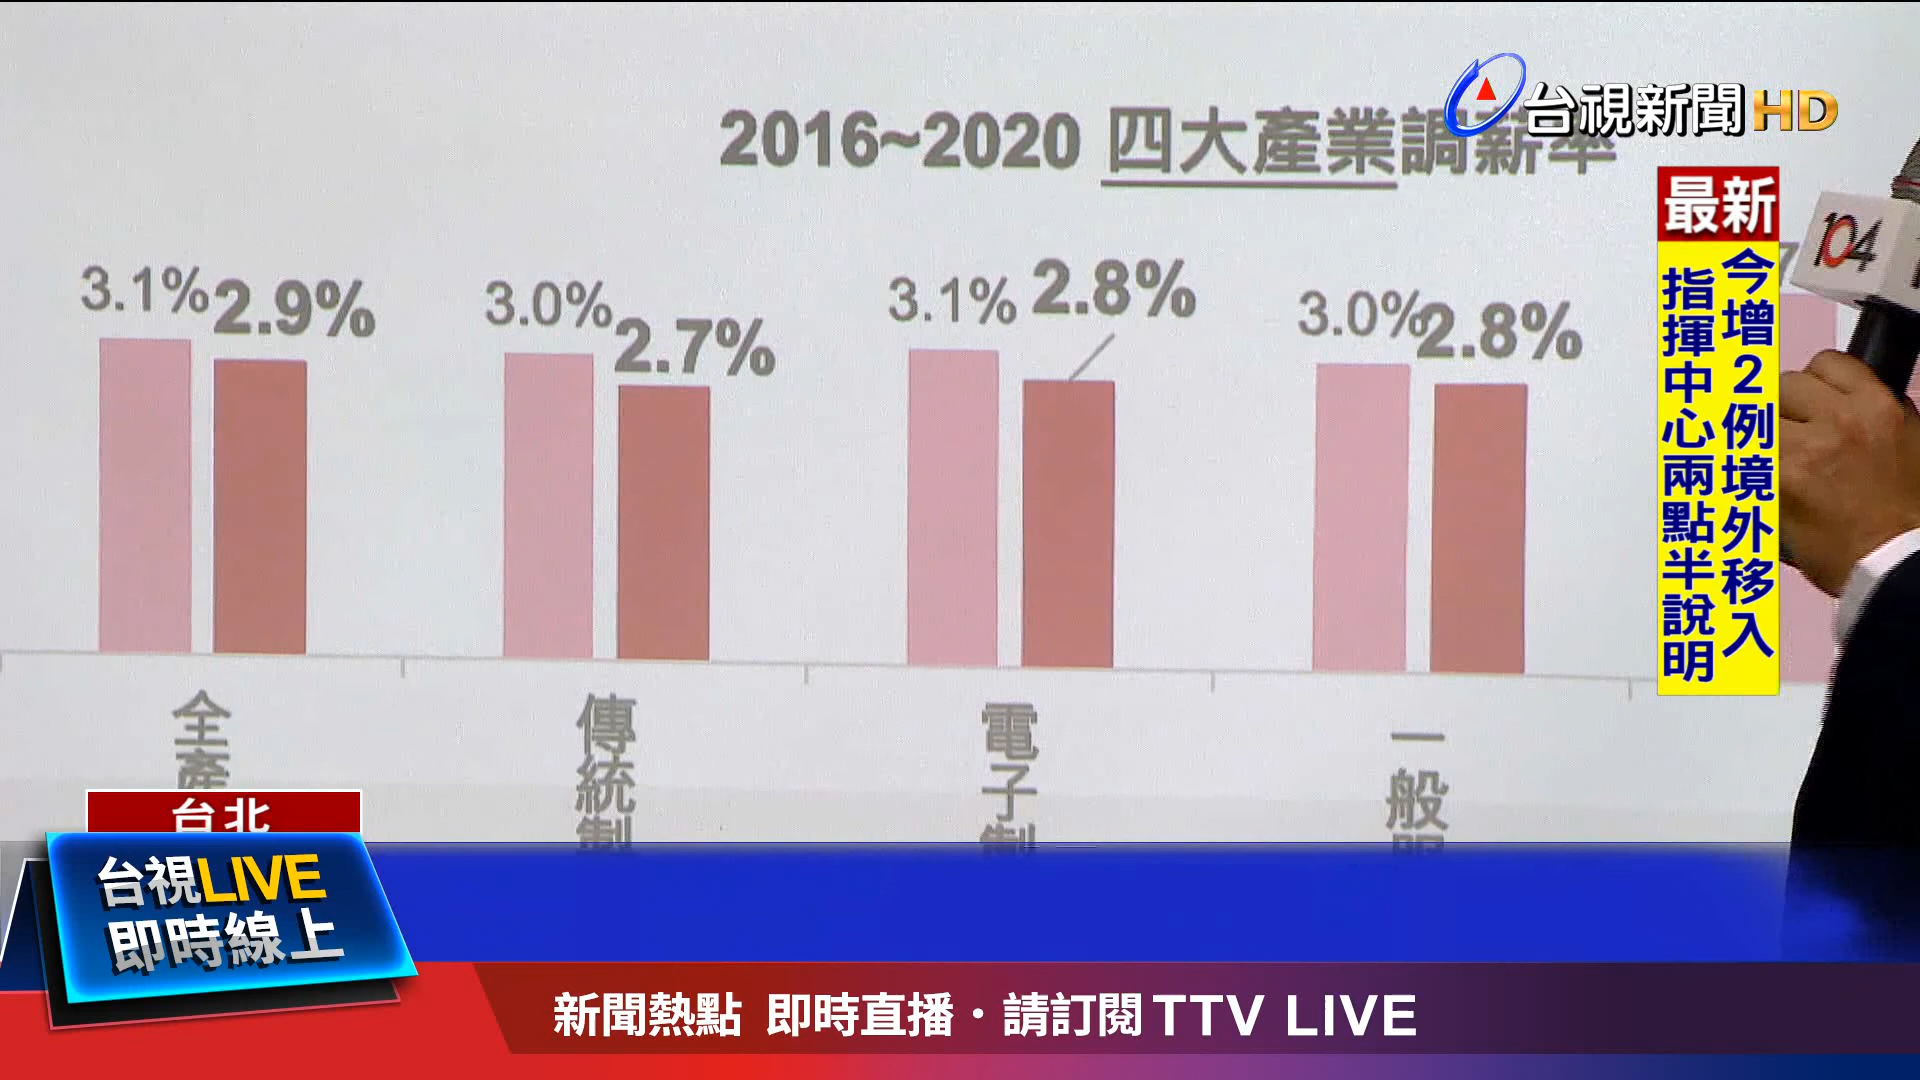 台視新聞 HD
2016~2020 四大產業調薪率
最新
今增2例境外移入
指揮中心兩點半說明
104
3.1%
2.9%
3.0%
2.7%
3.1%
2.8%
3.0%
2.8%
全產
傳統制
電子制
一般
台北
台視LIVE
即時線上
新聞熱點 即時直播・請訂閱TTV LIVE